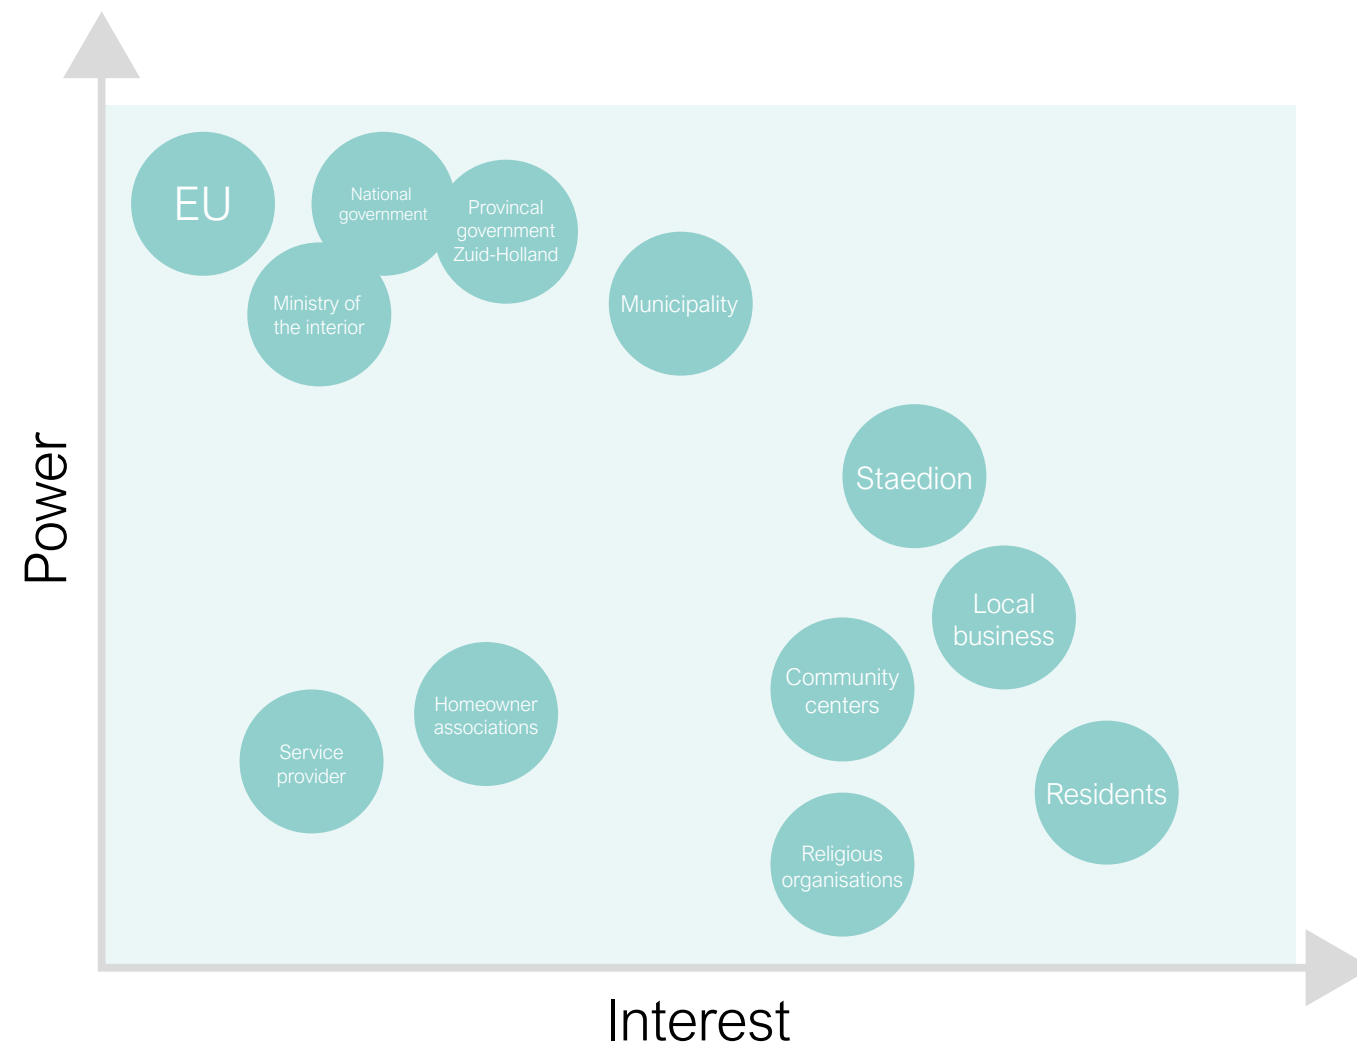 EU
National
government
Provincal
government
Zuid-Holland
Ministry of
the interior
Municipality
Staedion
Local
business
Community
centers
Homeowner
associations
Service
provider
Residents
Religious
organisations
Power
Interest